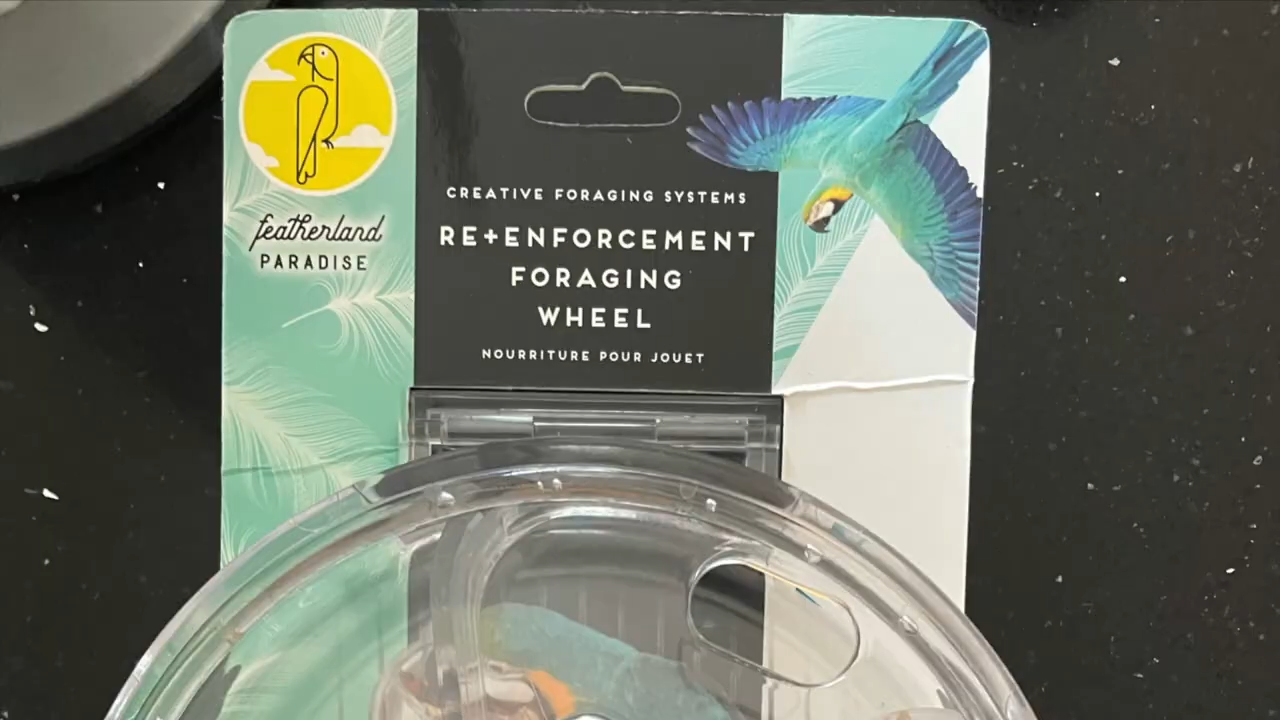 featherland
PARADISE
CREATIVE FORAGING SYSTEMS
RE+ENFORCEMENT
FORAGING
WHEEL
NOURRITURE POUR JOUET